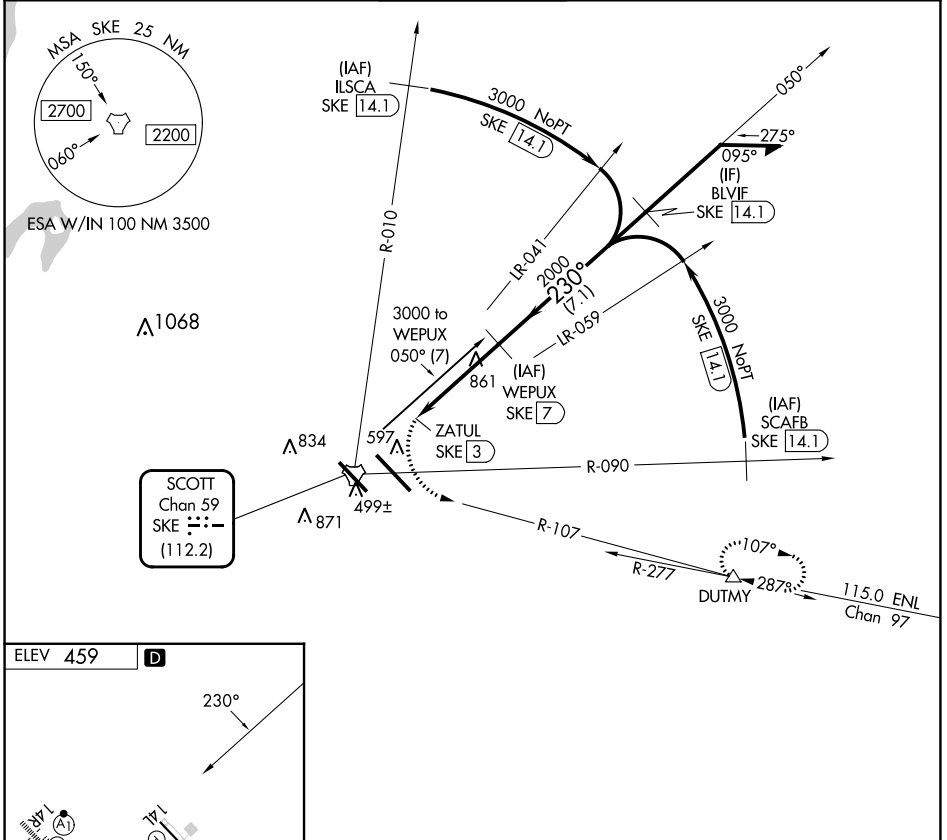 MSA SKE 25 NM
150°
2700
2200
060°
ESA W/IN 100 NM 3500
(IAF)
ILSCA
SKE 14.1
3000 NoPT
SKE 14.1
050°
275°
095°
(IF)
BLVIF
SKE 14.1
R-010
LR-041
2000
230°
(7.1)
LR-059
3000 NoPT
SKE 14.1
1068
3000 to
WEPUX
050° (7)
861
(IAF)
WEPUX
SKE 7
(IAF)
SCAFB
SKE 14.1
834
597
ZATUL
SKE 3
R-090
SCOTT
Chan 59
SKE
(112.2)
499±
871
R-107
R-277
107°
287°
DUTMY
115.0 ENL
Chan 97
ELEV 459
D
230°
14R
A1
14L